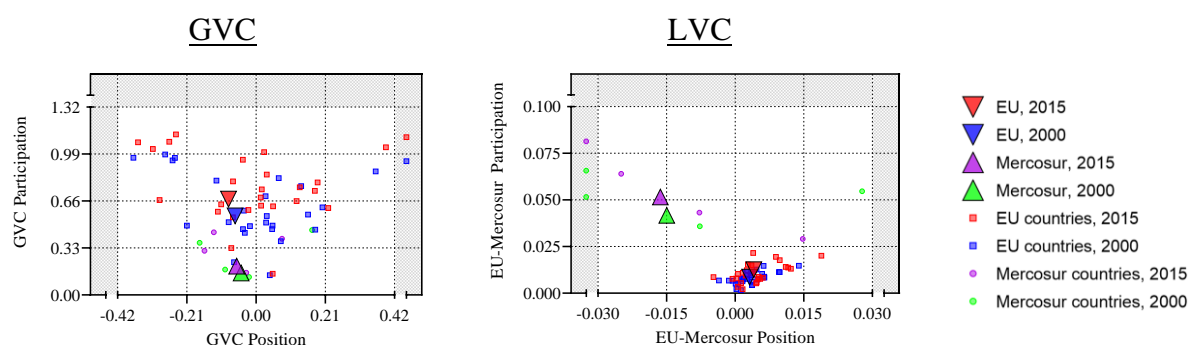 GVC
LVC
GVC Participation
1.32
0.99
0.66
0.33
0.00
-0.42
-0.21
0.00
0.21
0.42
GVC Position
EU-Mercosur Participation
0.100
0.075
0.050
0.025
0.000
-0.030
-0.015
0.000
0.015
0.030
EU-Mercosur Position
EU, 2015
EU, 2000
Mercosur, 2015
Mercosur, 2000
EU countries, 2015
EU countries, 2000
Mercosur countries, 2015
Mercosur countries, 2000